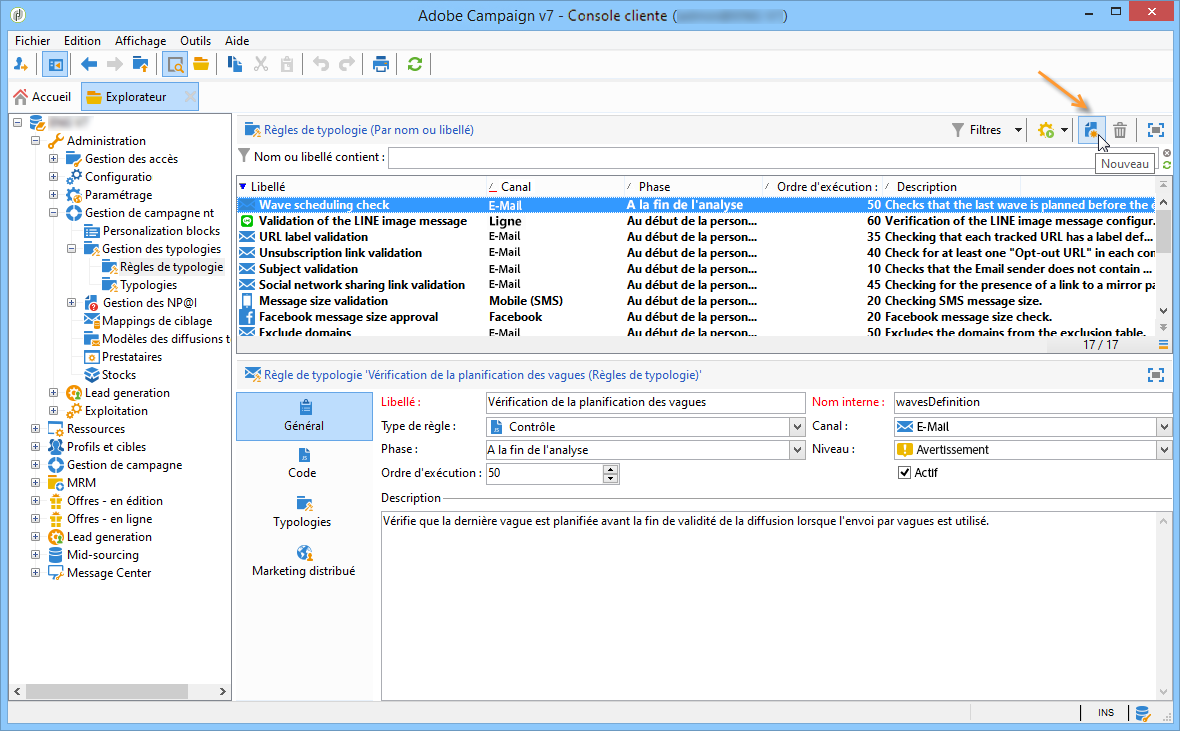 Adobe Campaign v7 - Console cliente (
)
Fichier Edition Affichage Outils Aide
Accueil Explorateur
Administration
Gestion des accès
Configuratio
Paramétrage
Gestion de campagne nt
Personalization blocks
Gestion des typologies
Règles de typologie
Typologies
Gestion des NP@I
Mappings de ciblage
Modèles des diffusions t
Prestataires
Stocks
Lead generation
Exploitation
Ressources
Profils et cibles
Gestion de campagne
MRM
Offres - en édition
Offres - en ligne
Lead generation
Mid-sourcing
Message Center
Règles de typologie (Par nom ou libellé)
Filtres
Nom ou libellé contient :
Nouveau
Libellé Canal Phase Ordre d'exécution : Description
Wave scheduling check E-Mail A la fin de l'analyse 50 Checks that the last wave is planned before the e
Validation of the LINE image message Ligne Au début de la person... 60 Verification of the LINE image message configur.
URL label validation E-Mail Au début de la person... 35 Checking that each tracked URL has a label def...
Unsubscription link validation E-Mail Au début de la person... 40 Check for at least one "Opt-out URL" in each con
Subject validation E-Mail Au début de la person... 10 Checks that the Email sender does not contain ...
Social network sharing link validation E-Mail Au début de la person... 45 Checking for the presence of a link to a mirror pa
Message size validation Mobile (SMS) Au début de la person... 20 Checking SMS message size.
Facebook message size approval Facebook Au début de la person... 20 Facebook message size check.
Exclude domains E-Mail Au début de la person... 50 Excludes the domains from the exclusion table.
17 / 17
Règle de typologie 'Vérification de la planification des vagues (Règles de typologie)'
Général
Code
Typologies
Marketing distribué
Libellé : Vérification de la planification des vagues Nom interne : wavesDefinition
Type de règle : Contrôle Canal : E-Mail
Phase : A la fin de l'analyse Niveau : Avertissement
Ordre d'exécution : 50 Actif
Description
Vérifie que la dernière vague est planifiée avant la fin de validité de la diffusion lorsque l'envoi par vagues est utilisé.
INS